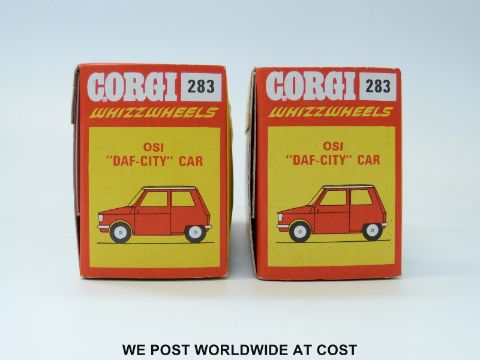 CORGI 283
WHIZZWHEELS
OSI
"DAF-CITY" CAR
CORGI 283
WHIZZWHEELS
OSI
"DAF-CITY" CAR
WE POST WORLDWIDE AT COST